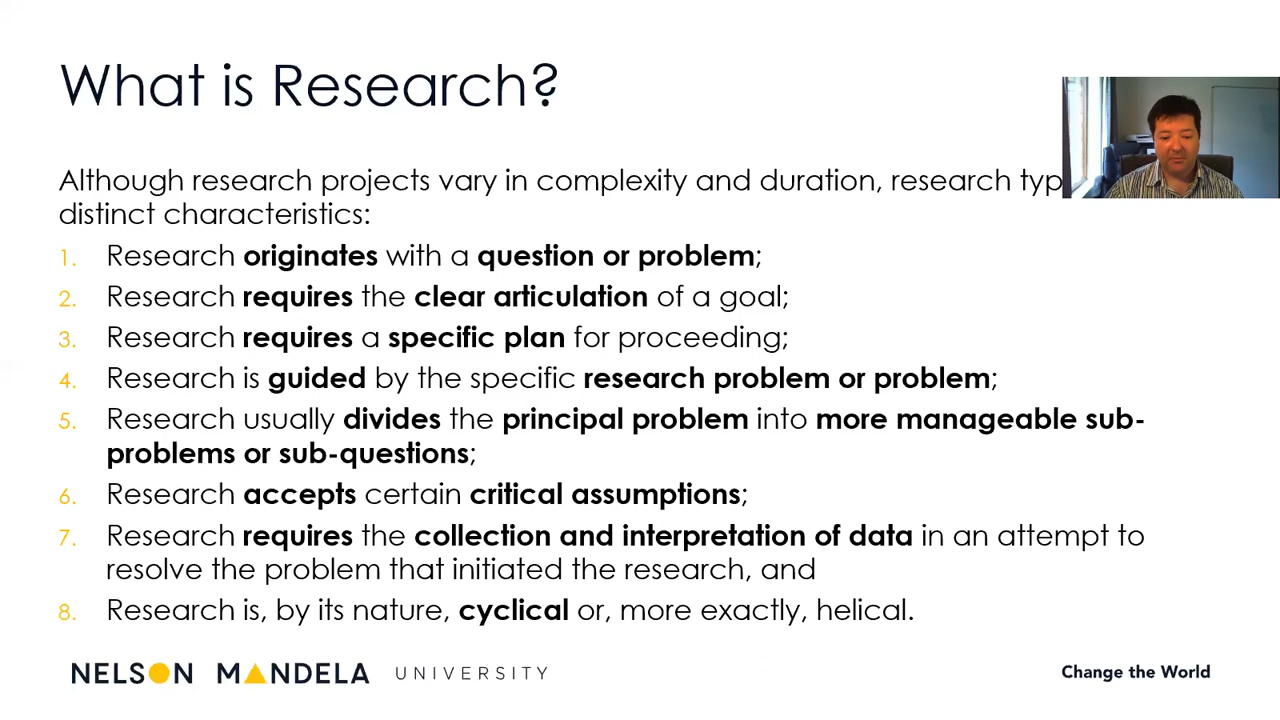 What is Research?
Although research projects vary in complexity and duration, research
distinct characteristics:
1. Research originates with a question or problem;
2. Research requires the clear articulation of a goal;
3. Research requires a specific plan for proceeding;
4. Research is guided by the specific research problem or problem;
5. Research usually divides the principal problem into more manageable sub-
problems or sub-questions;
6. Research accepts certain critical assumptions;
7. Research requires the collection and interpretation of data in an attempt to
resolve the problem that initiated the research, and
8. Research is, by its nature, cyclical or, more exactly, helical.
NELSON MANDELA UNIVERSITY
Change the World